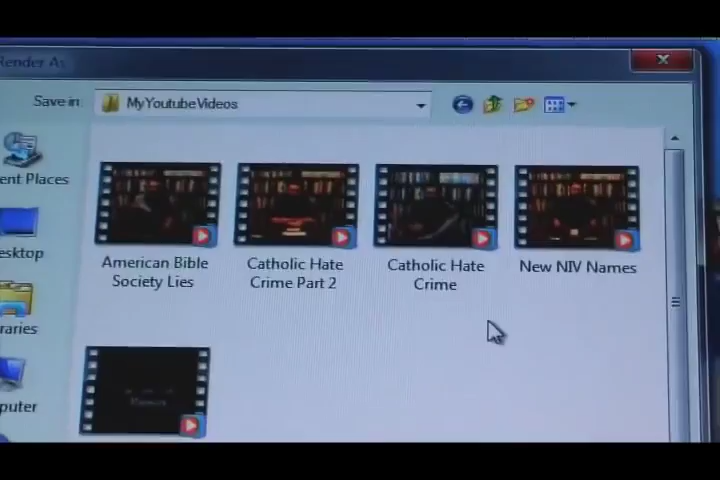 Render As
Save in:
MyYoutubeVideos
ent Places
esktop
raries
puter
American Bible
Society Lies
Catholic Hate
Crime Part 2
Catholic Hate
Crime
New NIV Names